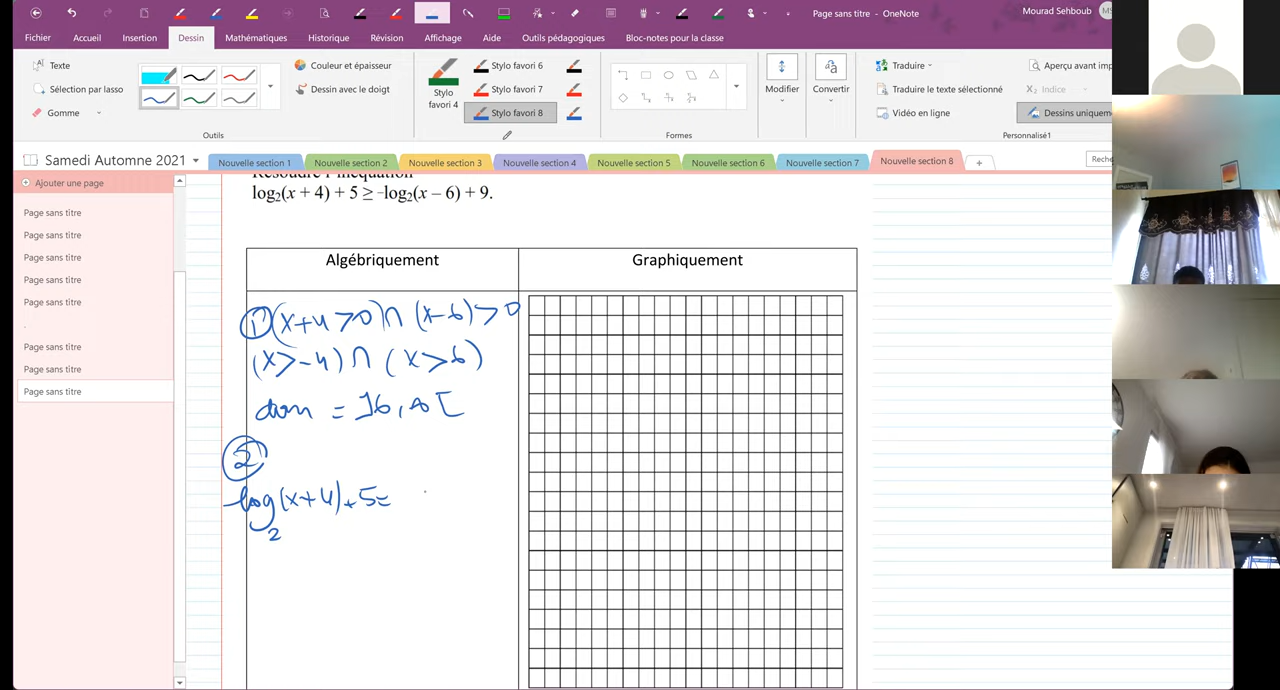 Page sans titre - OneNote
Mourad Sehboub
Fichier Accueil Insertion Dessin Mathématiques Historique Révision Affichage Aide Outils pédagogiques Bloc-notes pour la classe
Texte
Sélection par lasso
Gomme
Outils
Couleur et épaisseur
Dessin avec le doigt
Stylo favori 4
Stylo favori 6
Stylo favori 7
Stylo favori 8
Formes
Modifier
Convertir
Traduire
Traduire le texte sélectionné
Vidéo en ligne
Aperçu avant imp
X₂ Indice
Dessins uniqueme
Personnalisé1
Samedi Automne 2021
Nouvelle section 1 Nouvelle section 2 Nouvelle section 3 Nouvelle section 4 Nouvelle section 5 Nouvelle section 6 Nouvelle section 7 Nouvelle section 8 +
Reche
Ajouter une page
Page sans titre
Page sans titre
Page sans titre
Page sans titre
Page sans titre
Page sans titre
Page sans titre
Page sans titre
Résoudre l'inéquation
log₂(x + 4) + 5 ≥ -log₂(x – 6) + 9.
Algébriquement
Graphiquement
① (x+4>0)∩(x-6)>0
(x>-4)∩(x>6)
dom = ]6,∞[
②
log₂(x+4)+5=